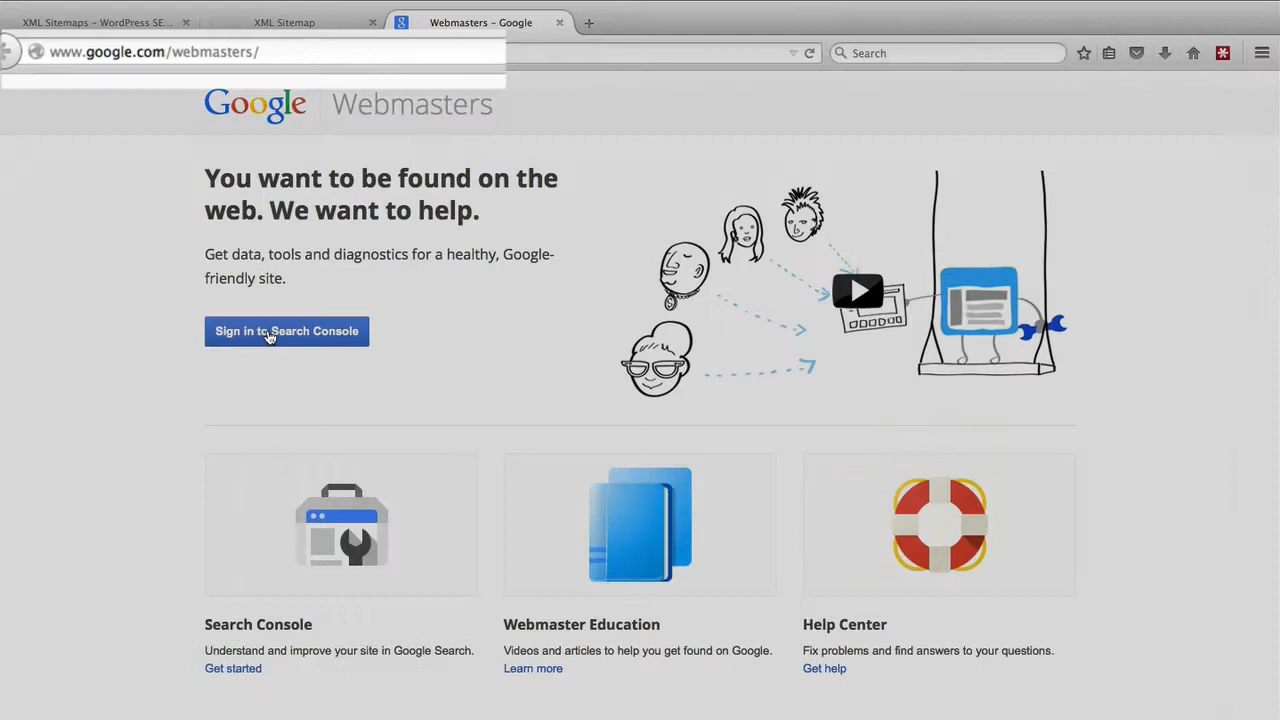 XML Sitemaps – WordPress SE...
XML Sitemap
Webmasters – Google
www.google.com/webmasters/
Search
Google Webmasters
You want to be found on the
web. We want to help.
Get data, tools and diagnostics for a healthy, Google-
friendly site.
Sign in to Search Console
Search Console
Understand and improve your site in Google Search.
Get started
Webmaster Education
Videos and articles to help you get found on Google.
Learn more
Help Center
Fix problems and find answers to your questions.
Get help